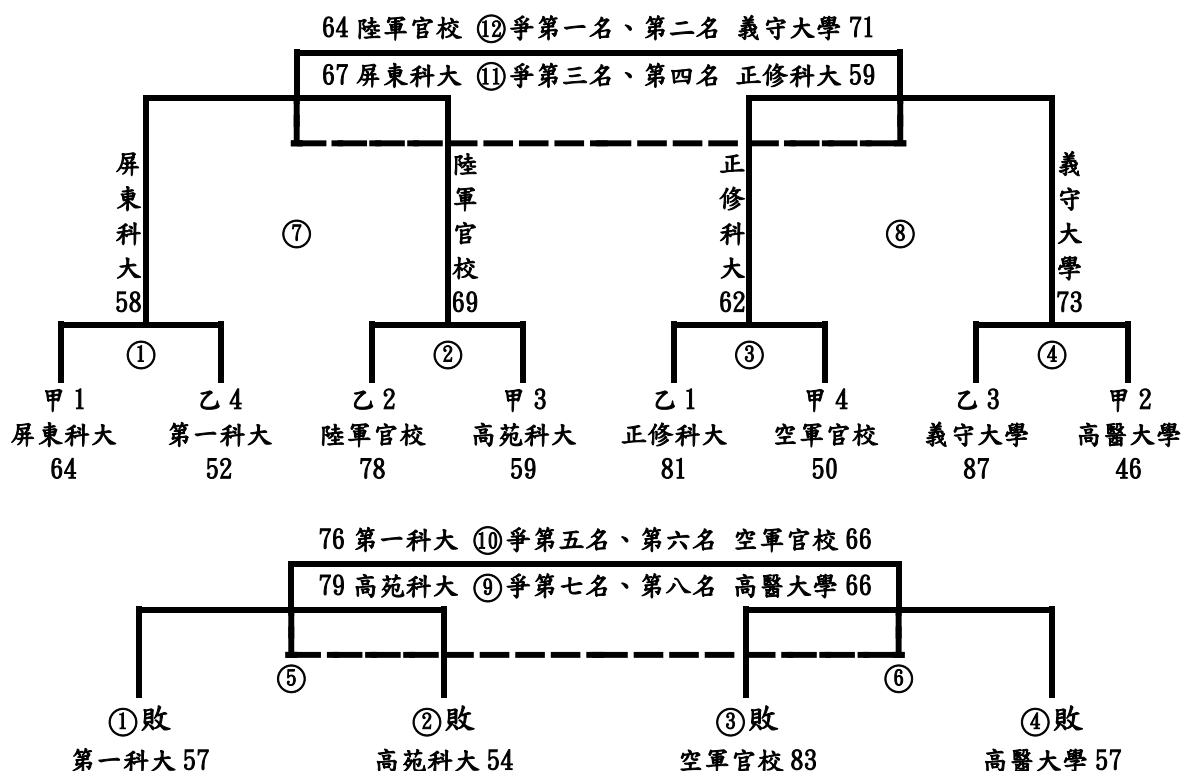 64 陸軍官校 ⑫爭第一名、第二名 義守大學 71
67 屏東科大 ⑪爭第三名、第四名 正修科大 59
屏東科大 58
陸軍官校 69
正修科大 62
義守大學 73
⑦ ⑧
① ② ③ ④
甲 1 乙 4 乙 2 甲 3 乙 1 甲 4 乙 3 甲 2
屏東科大 第一科大 陸軍官校 高苑科大 正修科大 空軍官校 義守大學 高醫大學
64 52 78 59 81 50 87 46
76 第一科大 ⑩爭第五名、第六名 空軍官校 66
79 高苑科大 ⑨爭第七名、第八名 高醫大學 66
⑤ ⑥
①敗 ②敗 ③敗 ④敗
第一科大 57 高苑科大 54 空軍官校 83 高醫大學 57